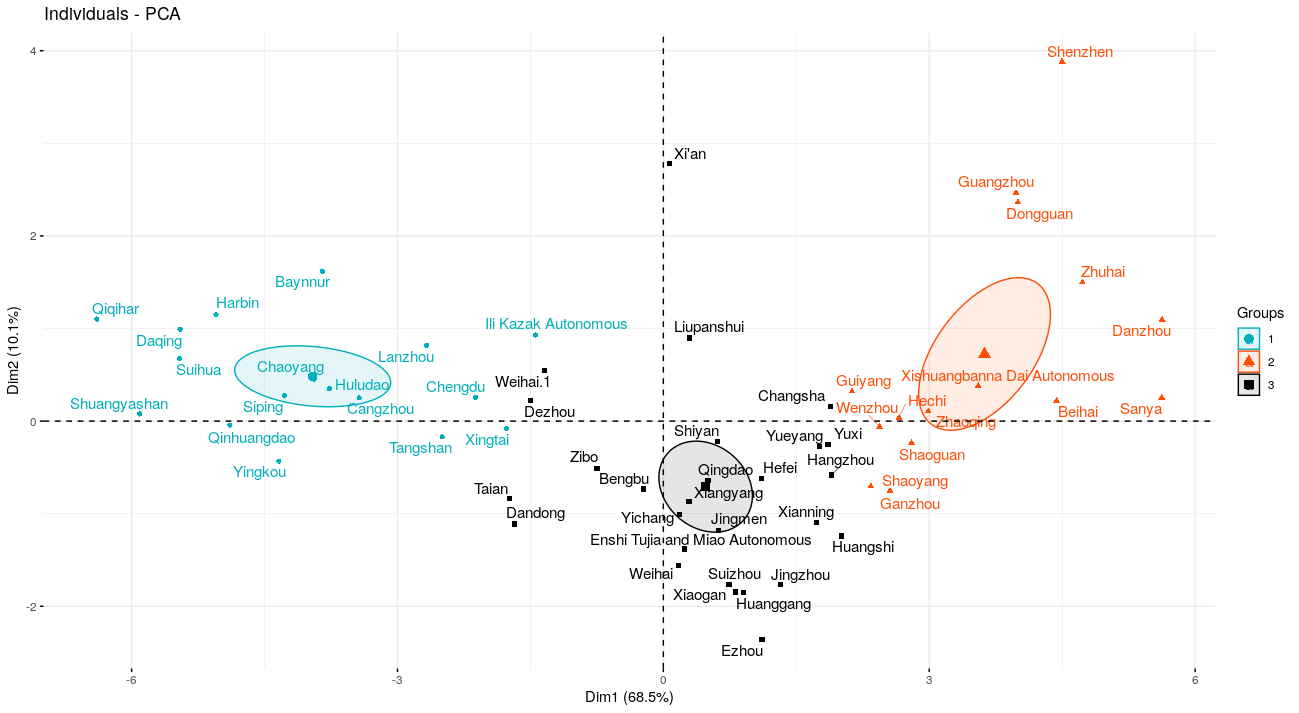 Individuals - PCA
4
Shenzhen
Xi'an
Guangzhou
Dongguan
2
Zhuhai
Baynnur
Harbin
Qiqihar
Ili Kazak Autonomous
Liupanshui
Danzhou
Daqing
Lanzhou
Chaoyang
Suihua
Weihai.1
Xishuangbanna Dai Autonomous
Huludao
Chengdu
Guiyang
Changsha
Hechi
Shuangyashan
Siping
Cangzhou
Dezhou
Wenzhou
Beihai
Sanya
0
Zhaoqing
Qinhuangdao
Tangshan
Xingtai
Shiyan
Yueyang
Yuxi
Zibo
Hangzhou
Shaoguan
Yingkou
Qingdao
Hefei
Bengbu
Shaoyang
Taian
Xiangyang
Ganzhou
Dandong
Yichang
Jingmen
Xianning
Enshi Tujia and Miao Autonomous
Huangshi
Weihai
Suizhou
Jingzhou
Xiaogan
Huanggang
-2
Ezhou
-6
-3
0
3
6
Dim1 (68.5%)
Dim2 (10.1%)
Groups
1
2
3